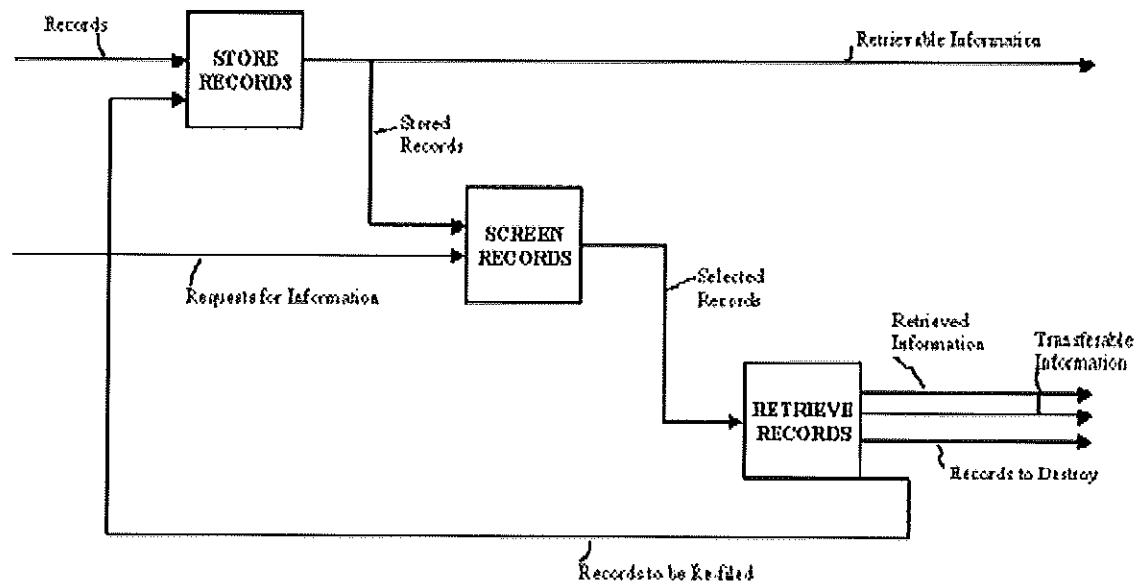 Records
STORE
RECORDS
Retrievable Information
Stored
Records
SCREEN
RECORDS
Requests for Information
Selected
Records
Retrieved
Information
Transferable
Information
RETRIEVE
RECORDS
Records to Destroy
Records to be Re-filed